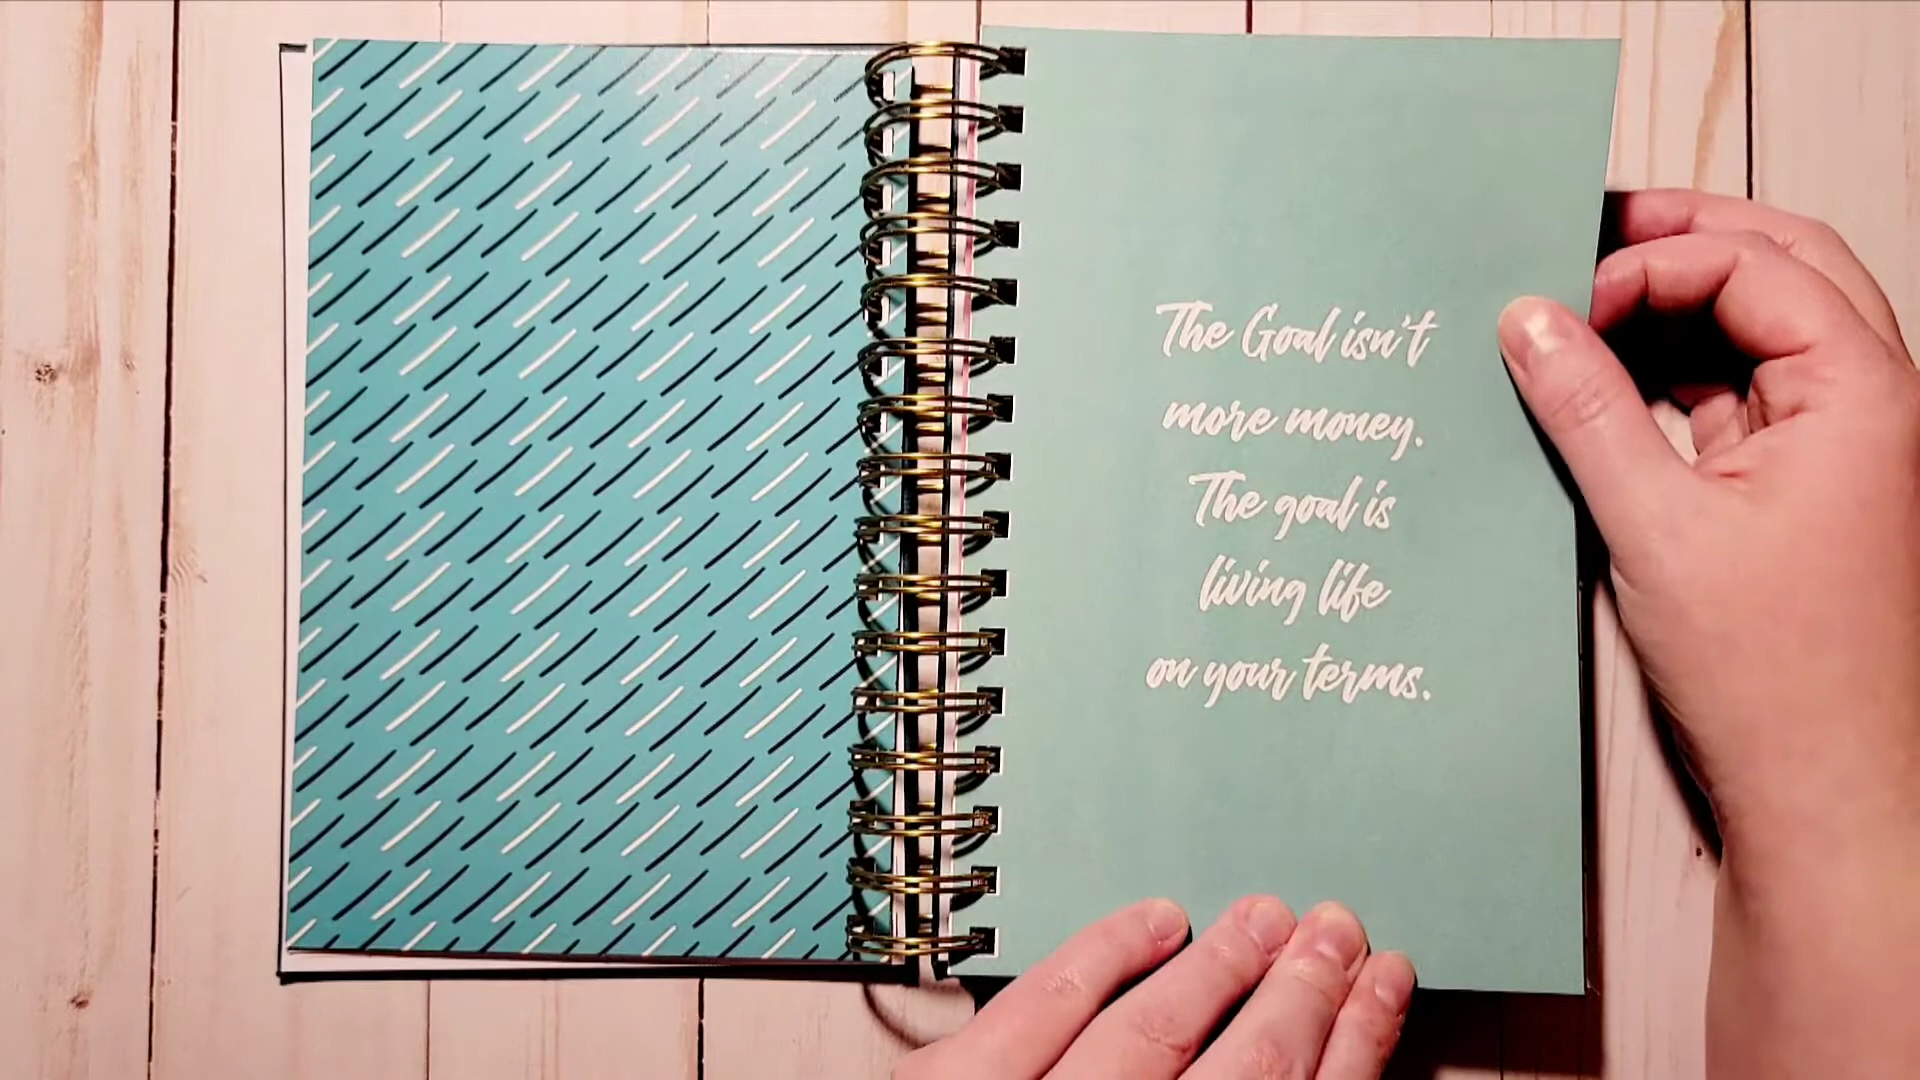 The Goal isn't
more money.
The goal is
living life
on your terms.